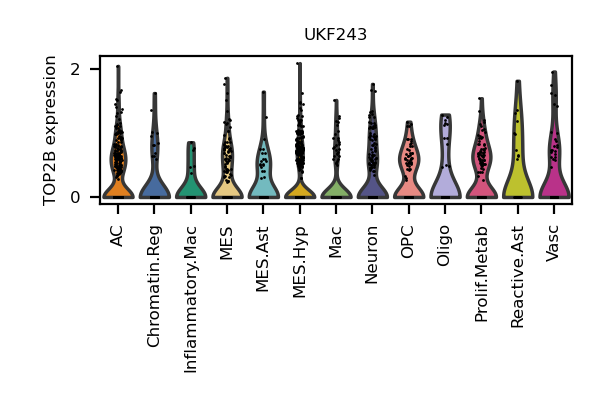 UKF243
TOP2B expression
2
0
AC
Chromatin.Reg
Inflammatory.Mac
MES
MES.Ast
MES.Hyp
Mac
Neuron
OPC
Oligo
Prolif.Metab
Reactive.Ast
Vasc